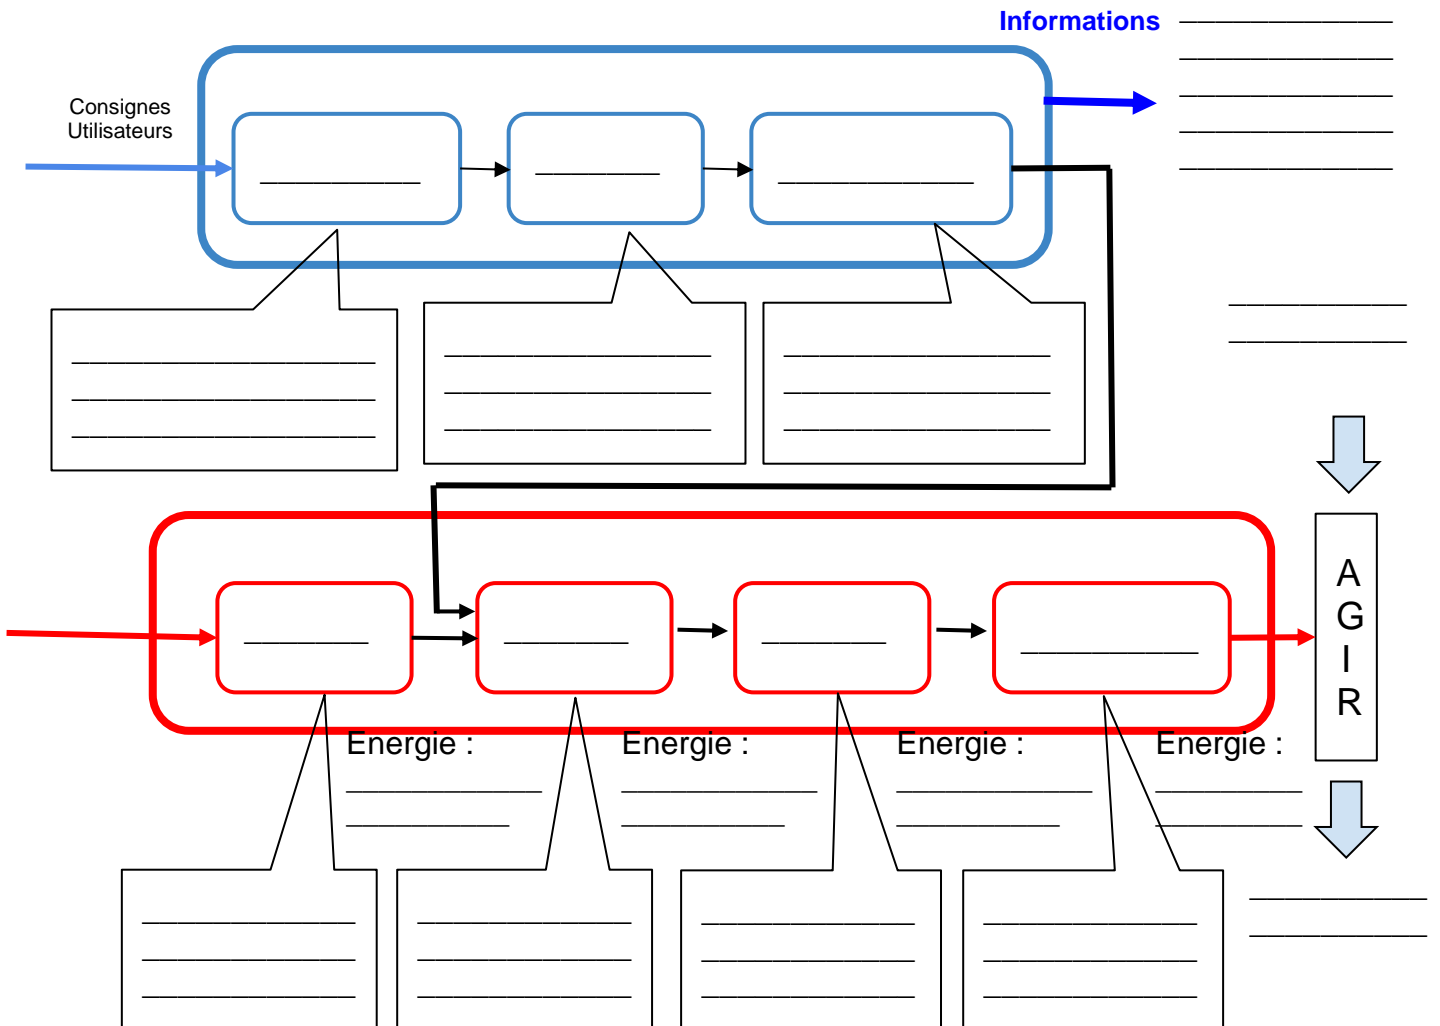 Informations
Consignes
Utilisateurs
A
G
I
R
Energie :
Energie :
Energie :
Energie :